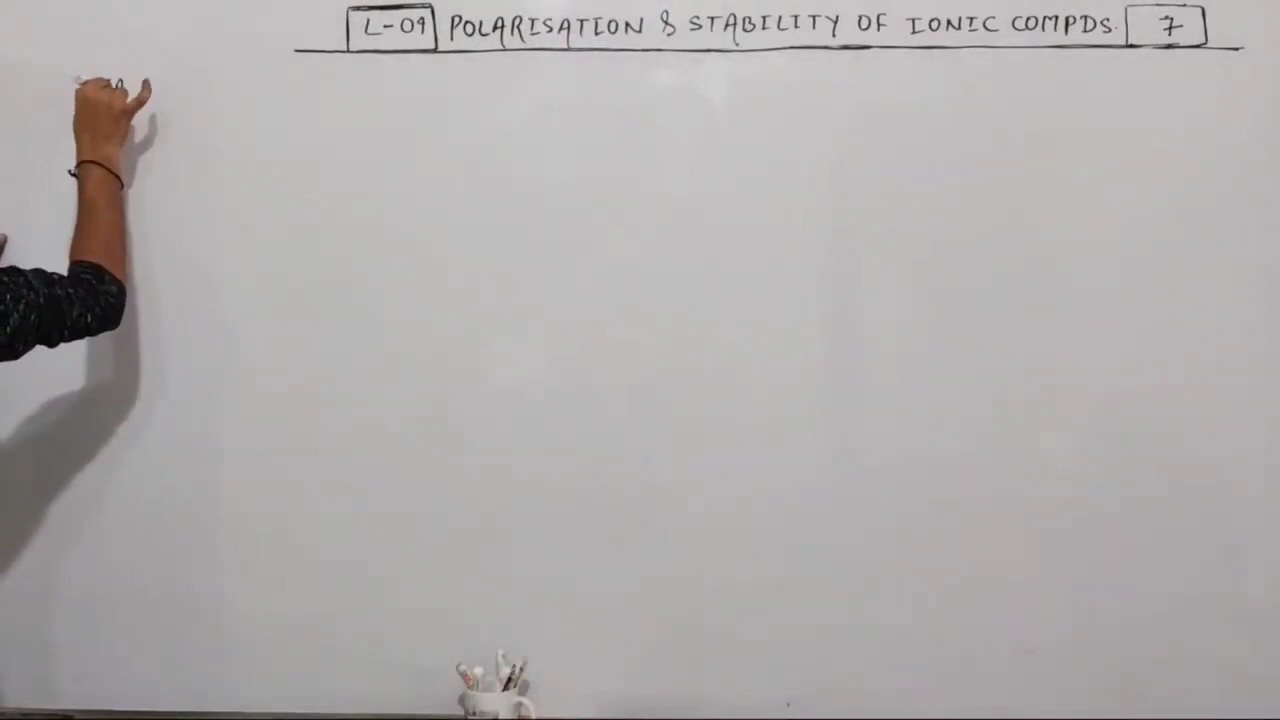 L-09 POLARISATION & STABILITY OF IONIC COMPDS. 7